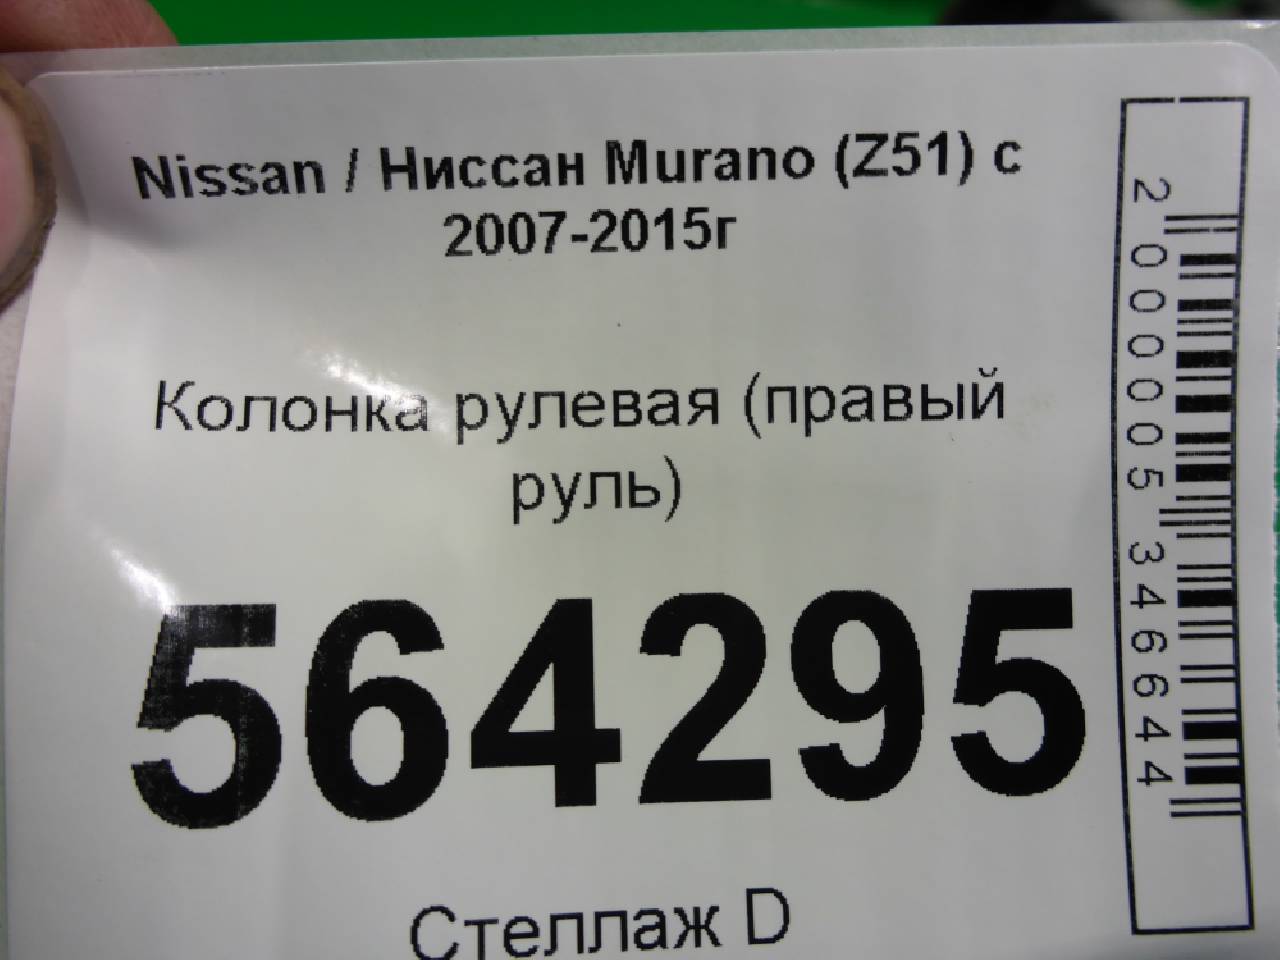 Nissan / Ниссан Murano (Z51) с
2007-2015г
Колонка рулевая (правый
руль)
564295
Стеллаж D
2000005346644